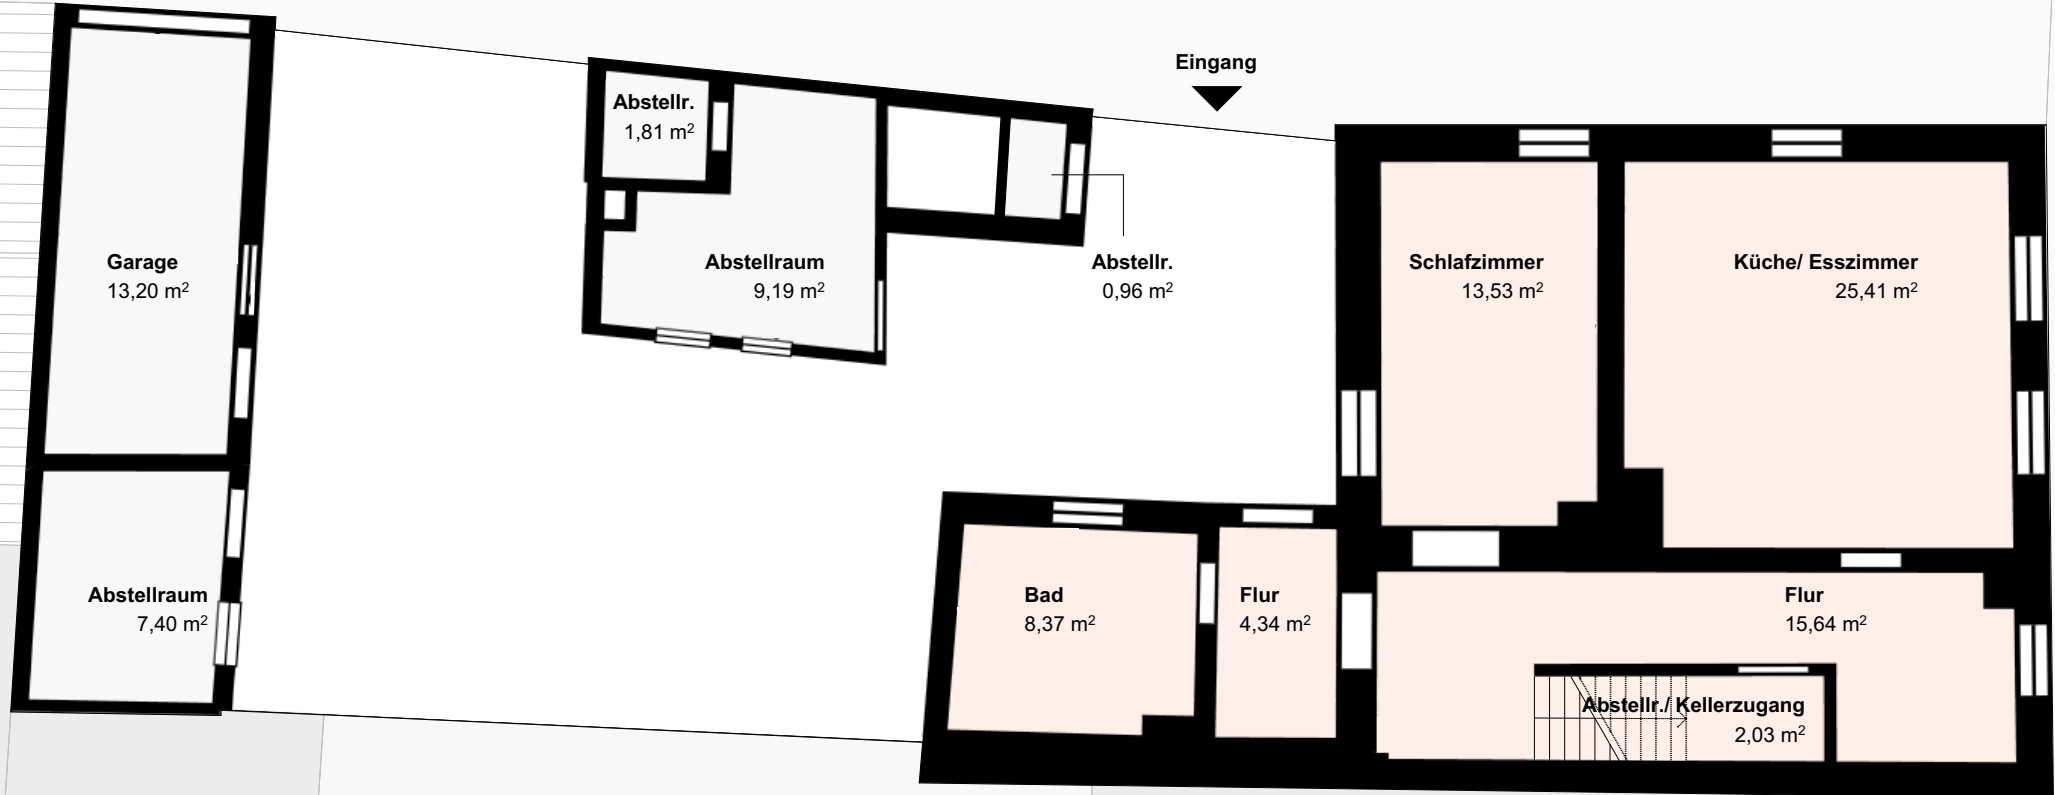 Eingang
Abstellr.
1,81 m²
Garage
13,20 m²
Abstellraum
9,19 m²
Abstellr.
0,96 m²
Schlafzimmer
13,53 m²
Küche/ Esszimmer
25,41 m²
Abstellraum
7,40 m²
Bad
8,37 m²
Flur
4,34 m²
Flur
15,64 m²
Abstellr./ Kellerzugang
2,03 m²